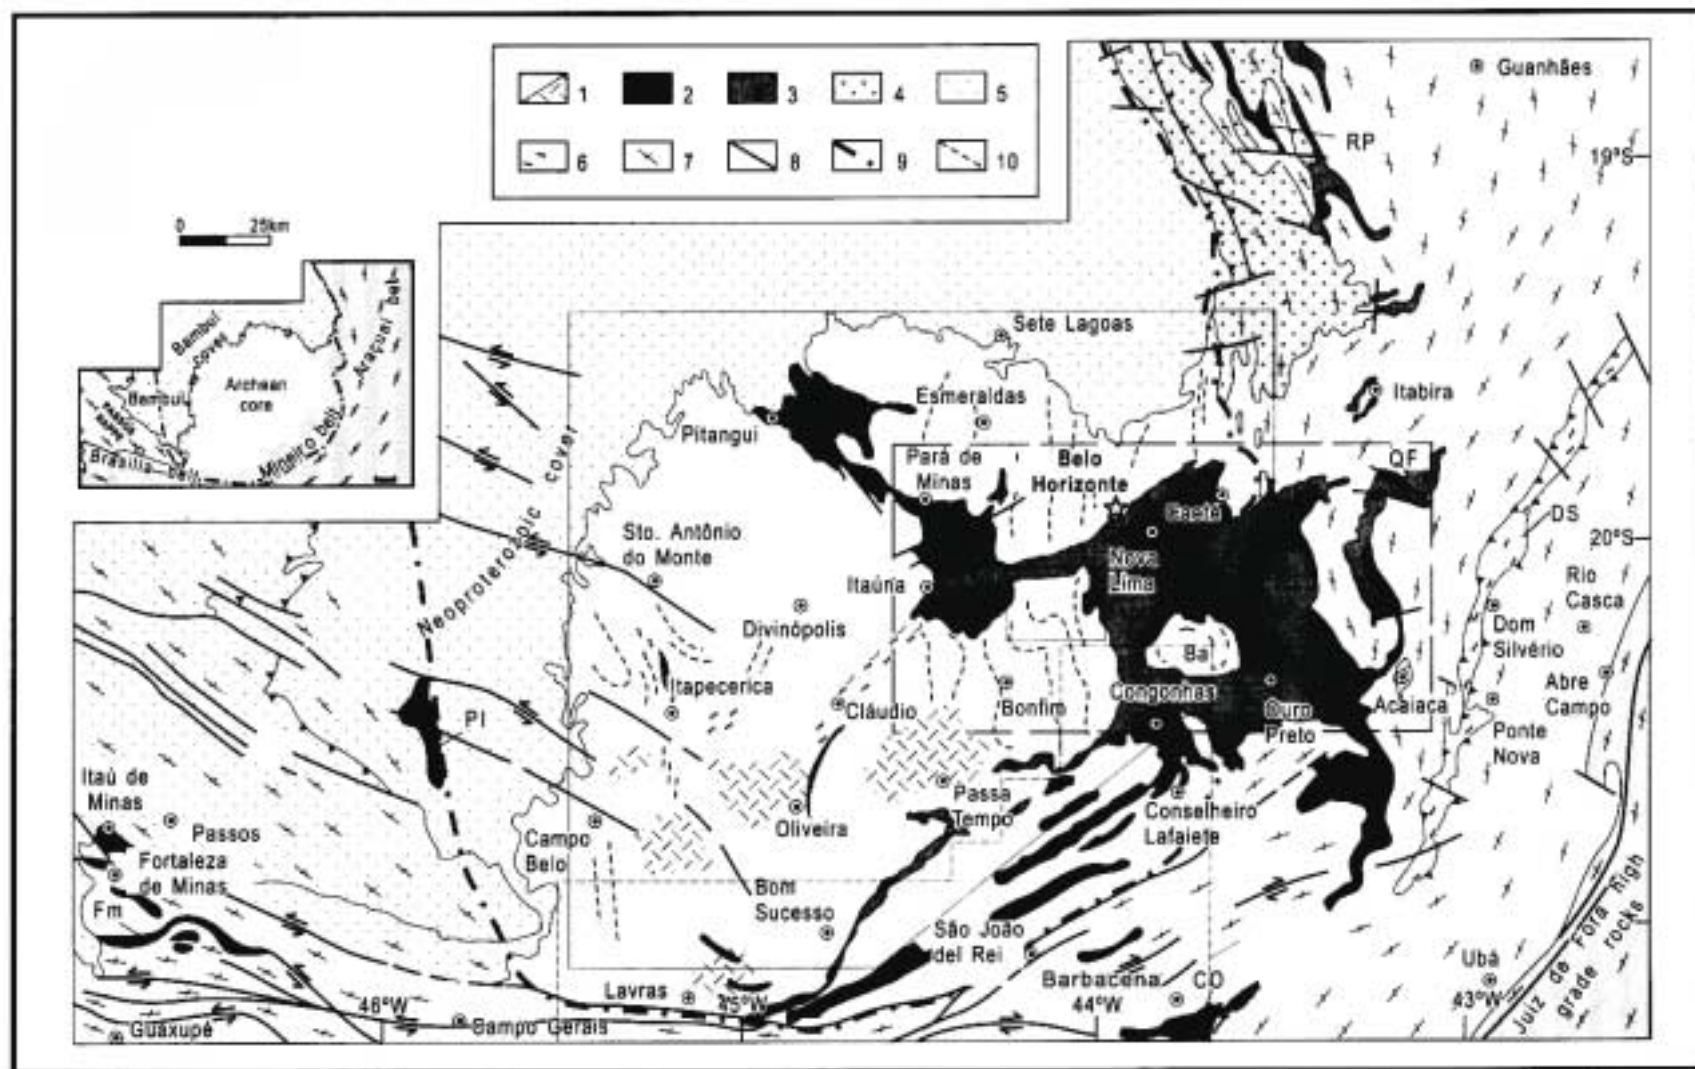 1 2 3 4 5
6 7 8 9 10
0 25km
Bambuí
cover
Araçuaí belt
Archean
core
Bambuí
Brasília belt
Mineiro belt
Guanhães
RP
19°S
Sete Lagoas
Esmeraldas
Pitangui
Itabira
Pará de
Minas
Belo
Horizonte
QF
Caeté
DS
20°S
Neoproterozoic cover
Sto. Antônio
do Monte
Nova
Lima
Itaúna
Rio
Casca
Divinópolis
Dom
Silvério
Ba
Itapecerica
Cláudio
Bonfim
Congonhas
Ouro
Preto
Acaiaca
Abre
Campo
PI
Ponte
Nova
Itaú de
Minas
Passos
Fortaleza
de Minas
Fm
Campo
Belo
Oliveira
Passa
Tempo
Conselheiro
Lafaiete
Bom
Sucesso
São João
del Rei
Barbacena
CO
Ubá
Lavras
46°W
45°W
44°W
43°W
Guaxupé
Campo Gerais
Juiz de Fora high
grade rocks